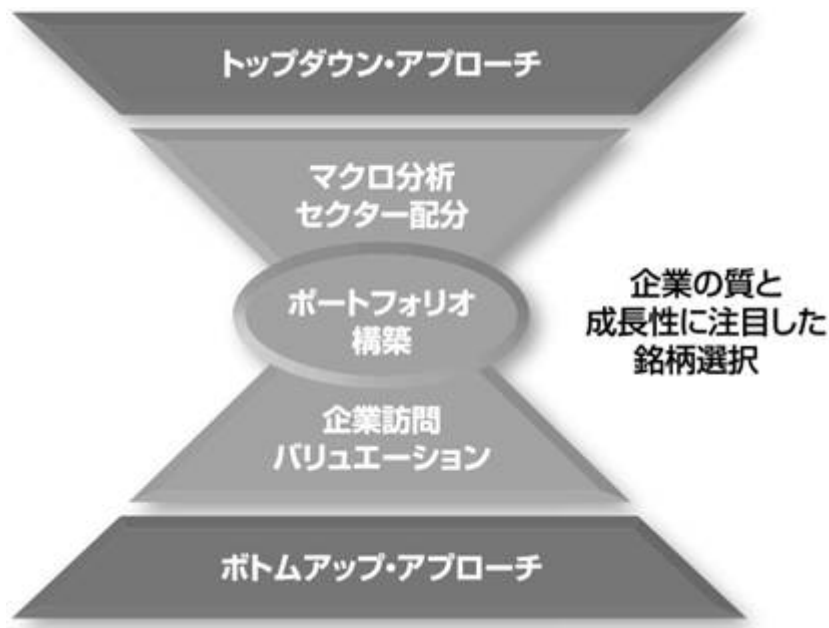 トップダウン・アプローチ
マクロ分析
セクター配分
ポートフォリオ
構築
企業の質と
成長性に注目した
銘柄選択
企業訪問
バリュエーション
ボトムアップ・アプローチ